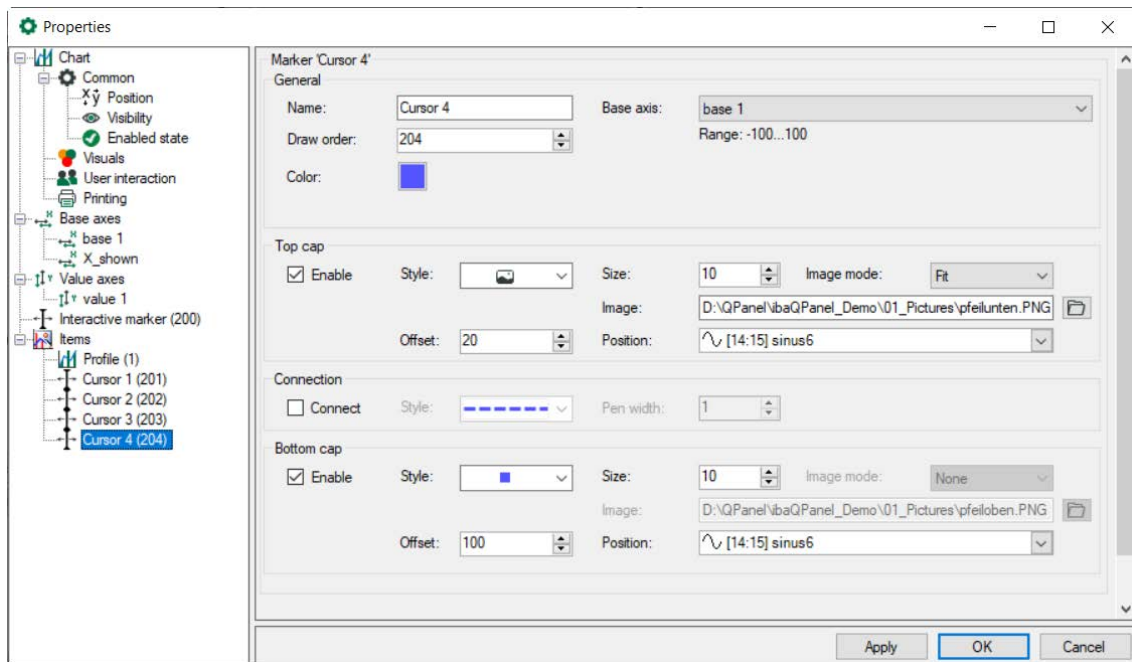 Properties
Chart
Common
Position
Visibility
Enabled state
Visuals
User interaction
Printing
Base axes
base 1
X_shown
Value axes
value 1
Interactive marker (200)
Items
Profile (1)
Cursor 1 (201)
Cursor 2 (202)
Cursor 3 (203)
Cursor 4 (204)
Marker 'Cursor 4'
General
Name: Cursor 4 Base axis: base 1
Draw order: 204 Range: -100...100
Color:
Top cap
Enable Style: Size: 10 Image mode: Fit
Image: D:\QPanel\ibaQPanel_Demo\01_Pictures\pfeilunten.PNG
Offset: 20 Position: [14:15] sinus6
Connection
Connect Style: Pen width: 1
Bottom cap
Enable Style: Size: 10 Image mode: None
Image: D:\QPanel\ibaQPanel_Demo\01_Pictures\pfeiloben.PNG
Offset: 100 Position: [14:15] sinus6
Apply OK Cancel